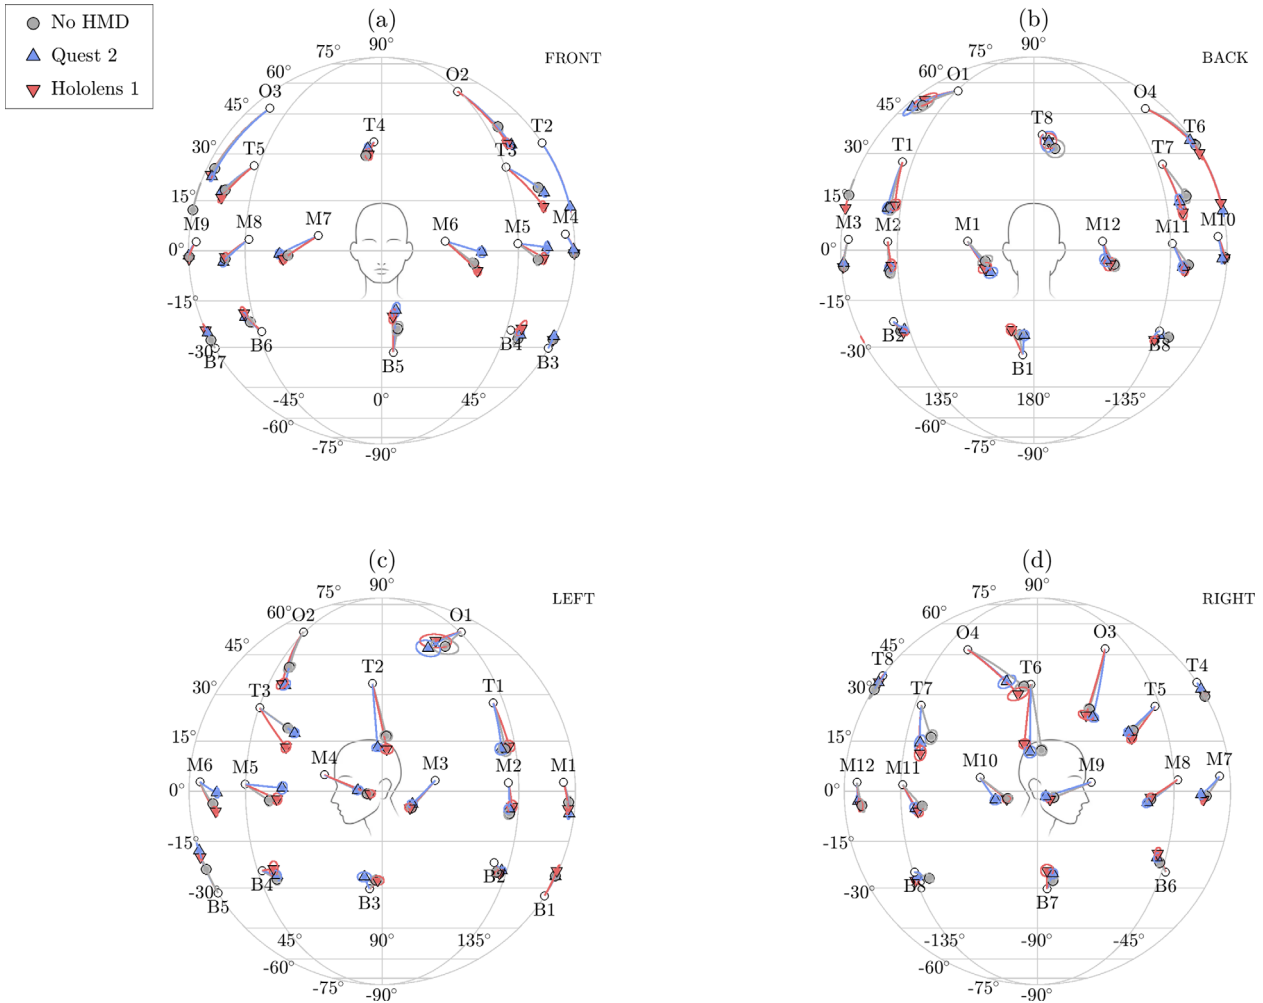 No HMD
Quest 2
Hololens 1
(a)
FRONT
90°
75°
60°
45°
30°
15°
0°
-15°
-30°
-45°
0°
45°
-60°
-75°
-90°
O3
O2
T4
T2
T5
T3
M9
M8
M7
M6
M5
M4
B7
B6
B5
B4
B3
(b)
BACK
90°
75°
60°
45°
30°
15°
0°
-15°
-30°
135°
180°
-135°
-60°
-75°
-90°
O1
O4
T8
T6
T1
T7
M3
M2
M1
M12
M11
M10
B2
B1
B8
(c)
LEFT
90°
75°
60°
45°
30°
15°
0°
-15°
-30°
45°
90°
135°
-60°
-75°
-90°
O2
O1
T2
T3
T1
M6
M5
M4
M3
M2
M1
B5
B4
B3
B2
B1
(d)
RIGHT
90°
75°
60°
45°
30°
15°
0°
-15°
-30°
-135°
-90°
-45°
-60°
-75°
-90°
O4
O3
T8
T6
T4
T7
T5
M12
M11
M10
M9
M8
M7
B8
B7
B6